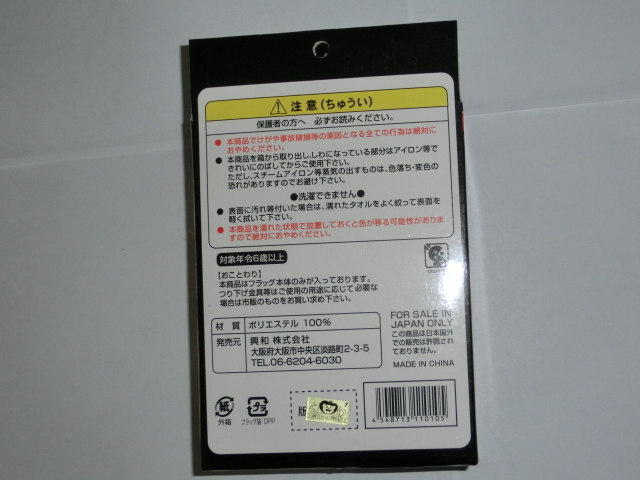 注意(ちゅうい)
保護者の方へ 必ずお読みください。
● 本商品でけがや事故破損等の原因となる全ての行為は絶対に
おやめください。
● 本商品を箱から取り出し、しわになっている部分はアイロン等で
きれいにのばしてからご使用下さい。
ただし、スチームアイロン等蒸気の出すものは、色落ち・変色の
恐れがありますのでお避け下さい。
●洗濯できません●
● 表面に汚れ等付いた場合は、濡れたタオルをよく絞って表面を
軽く拭いて下さい。
● 本商品を濡れた状態で放置しておくと色が移る可能性がありま
すので絶対におやめください。
対象年令6歳以上
【おことわり】
本商品はフラッグ本体のみが入っております。
つり下げ金具等はご使用の用途に応じて必要な
場合は市販のものをお買い求め下さい。
材質 ポリエステル 100%
発売元 興和 株式会社
大阪府大阪市中央区淡路町2-3-5
TEL.06-6204-6030
FOR SALE IN
JAPAN ONLY
この商品は日本国外
での販売は許諾され
ておりません。
MADE IN CHINA
紙
外箱
プラ
フラッグ袋:OPP
版
4 548713 110105